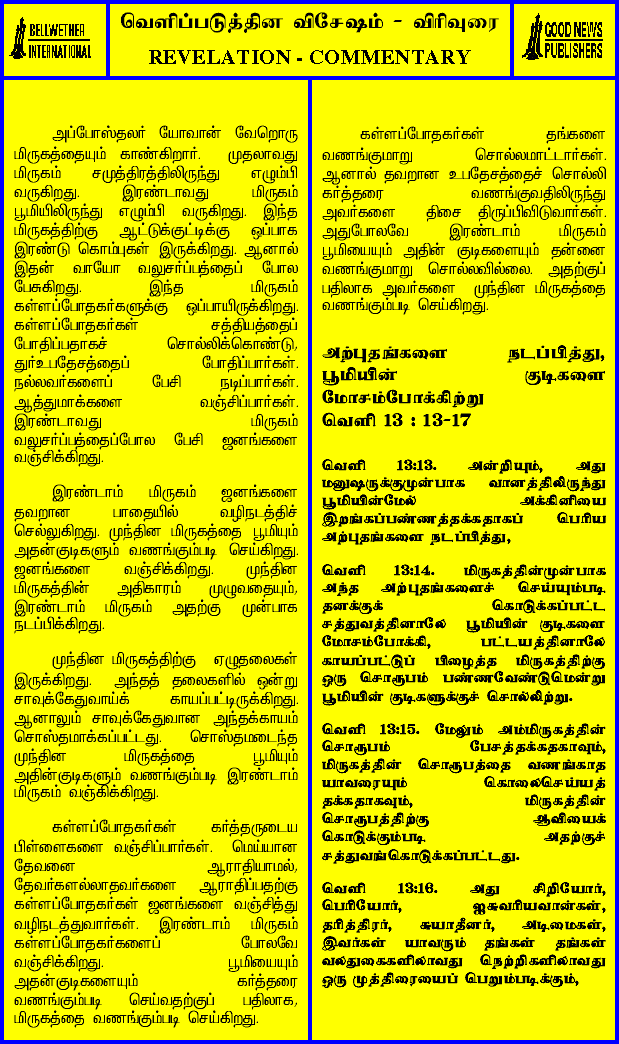 BELLWETHER
INTERNATIONAL
வெளிப்படுத்தின விசேஷம் - விரிவுரை
REVELATION - COMMENTARY
GOOD NEWS
PUBLISHERS
அப்போஸ்தலர் யோவான் வேறொரு
மிருகத்தையும் காண்கிறார். முதலாவது
மிருகம் சமுத்திரத்திலிருந்து எழும்பி
வருகிறது. இரண்டாவது மிருகம்
பூமியிலிருந்து எழும்பி வருகிறது. இந்த
மிருகத்திற்கு ஆட்டுக்குட்டிக்கு ஒப்பாக
இரண்டு கொம்புகள் இருக்கிறது. ஆனால்
இதன் வாயோ வலுசர்ப்பத்தைப் போல
பேசுகிறது. இந்த மிருகம்
கள்ளப்போதகர்களுக்கு ஒப்பாயிருக்கிறது.
கள்ளப்போதகர்கள் சத்தியத்தைப்
போதிப்பதாகச் சொல்லிக்கொண்டு,
துர்உபதேசத்தைப் போதிப்பார்கள்.
நல்லவர்களைப் பேசி நடிப்பார்கள்.
ஆத்துமாக்களை வஞ்சிப்பார்கள்.
இரண்டாவது மிருகம்
வலுசர்ப்பத்தைப்போல பேசி ஜனங்களை
வஞ்சிக்கிறது.
இரண்டாம் மிருகம் ஜனங்களை
தவறான பாதையில் வழிநடத்திச்
செல்லுகிறது. முந்தின மிருகத்தை பூமியும்
அதன்குடிகளும் வணங்கும்படி செய்கிறது.
ஜனங்களை வஞ்சிக்கிறது. முந்தின
மிருகத்தின் அதிகாரம் முழுவதையும்,
இரண்டாம் மிருகம் அதற்கு முன்பாக
நடப்பிக்கிறது.
முந்தின மிருகத்திற்கு ஏழுதலைகள்
இருக்கிறது. அந்தத் தலைகளில் ஒன்று
சாவுக்கேதுவாய்க் காயப்பட்டிருக்கிறது.
ஆனாலும் சாவுக்கேதுவான அந்தக்காயம்
சொஸ்தமாக்கப்பட்டது. சொஸ்தமடைந்த
முந்தின மிருகத்தை பூமியும்
அதின்குடிகளும் வணங்கும்படி இரண்டாம்
மிருகம் வஞ்கிக்கிறது.
கள்ளப்போதகர்கள் கர்த்தருடைய
பிள்ளைகளை வஞ்சிப்பார்கள். மெய்யான
தேவனை ஆராதியாமல்,
தேவர்களல்லாதவர்களை ஆராதிப்பதற்கு
கள்ளப்போதகர்கள் ஜனங்களை வஞ்சித்து
வழிநடத்துவார்கள். இரண்டாம் மிருகம்
கள்ளப்போதகர்களைப் போலவே
வஞ்சிக்கிறது. பூமியையும்
அதன்குடிகளையும் கர்த்தரை
வணங்கும்படி செய்வதற்குப் பதிலாக,
மிருகத்தை வணங்கும்படி செய்கிறது.
கள்ளப்போதகர்கள் தங்களை
வணங்குமாறு சொல்லமாட்டார்கள்.
ஆனால் தவறான உபதேசத்தைச் சொல்லி
கர்த்தரை வணங்குவதிலிருந்து
அவர்களை திசை திருப்பிவிடுவார்கள்.
அதுபோலவே இரண்டாம் மிருகம்
பூமியையும் அதின் குடிகளையும் தன்னை
வணங்குமாறு சொல்லவில்லை. அதற்குப்
பதிலாக அவர்களை முந்தின மிருகத்தை
வணங்கும்படி செய்கிறது.
அற்புதங்களை நடப்பித்து,
பூமியின் குடிகளை
மோசம்போக்கிற்று
வெளி 13 : 13-17
வெளி 13:13. அன்றியும், அது
மனுஷருக்குமுன்பாக வானத்திலிருந்து
பூமியின்மேல் அக்கினியை
இறங்கப்பண்ணத்தக்கதாகப் பெரிய
அற்புதங்களை நடப்பித்து,
வெளி 13:14. மிருகத்தின்முன்பாக
அந்த அற்புதங்களைச் செய்யும்படி
தனக்குக் கொடுக்கப்பட்ட
சத்துவத்தினாலே பூமியின் குடிகளை
மோசம்போக்கி, பட்டயத்தினாலே
காயப்பட்டுப் பிழைத்த மிருகத்திற்கு
ஒரு சொரூபம் பண்ணவேண்டுமென்று
பூமியின் குடிகளுக்குச் சொல்லிற்று.
வெளி 13:15. மேலும் அம்மிருகத்தின்
சொரூபம் பேசத்தக்கதாகவும்,
மிருகத்தின் சொரூபத்தை வணங்காத
யாவரையும் கொலைசெய்யத்
தக்கதாகவும், மிருகத்தின்
சொரூபத்திற்கு ஆவியைக்
கொடுக்கும்படி அதற்குச்
சத்துவங்கொடுக்கப்பட்டது.
வெளி 13:16. அது சிறியோர்,
பெரியோர், ஐசுவரியவான்கள்,
தரித்திரர், சுயாதீனர், அடிமைகள்,
இவர்கள் யாவரும் தங்கள் தங்கள்
வலதுகைகளிலாவது நெற்றிகளிலாவது
ஒரு முத்திரையைப் பெறும்படிக்கும்,